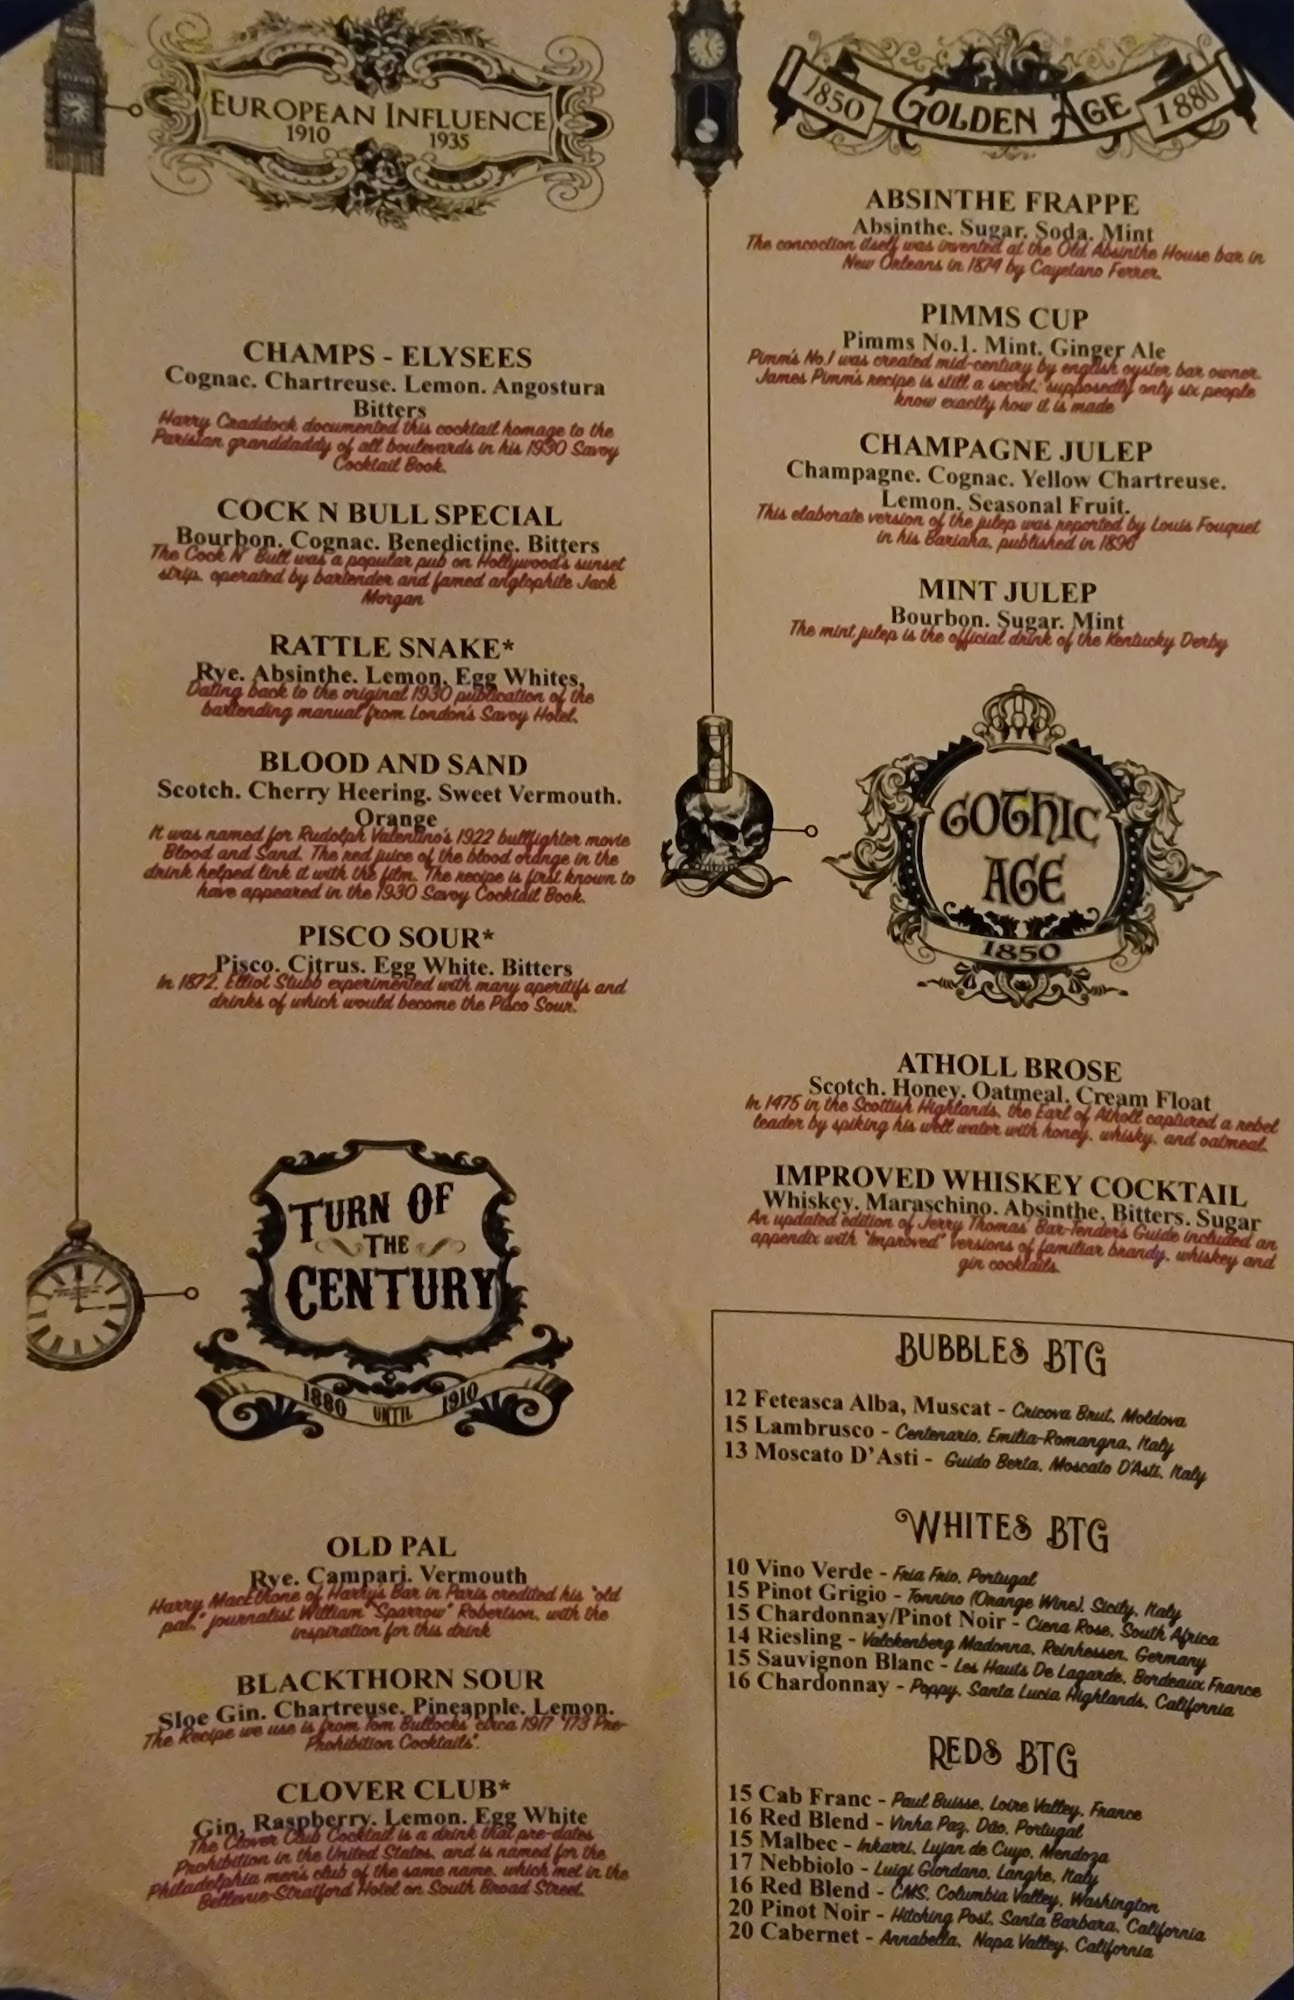 EUROPEAN INFLUENCE
1910 1935
CHAMPS - ELYSEES
Cognac. Chartreuse. Lemon. Angostura
Bitters
Harry Craddock documented this cocktail homage to the
Parisian granddaddy of all boulevards in his 1930 Savoy
Cocktail Book.
COCK N BULL SPECIAL
Bourbon. Cognac. Benedictine. Bitters
The Cock N' Bull was a popular pub on Hollywood's sunset
strip, operated by bartender and famed anglophile Jack
Morgan
RATTLE SNAKE*
Rye. Absinthe. Lemon. Egg Whites,
Dating back to the original 1930 publication of the
bartending manual from London's Savoy Hotel.
BLOOD AND SAND
Scotch. Cherry Heering. Sweet Vermouth.
Orange
It was named for Rudolph Valentino's 1922 bullfighter movie
Blood and Sand. The red juice of the blood orange in the
drink helped link it with the film. The recipe is first known to
have appeared in the 1930 Savoy Cocktail Book.
PISCO SOUR*
Pisco. Citrus. Egg White. Bitters
In 1872, Elliot Stubb experimented with many aperitifs and
drinks of which would become the Pisco Sour.
TURN OF
THE
CENTURY
1880 UNTIL 1910
OLD PAL
Rye. Campari. Vermouth
Harry MacElhone of Harry's Bar in Paris credited his "old
pal," journalist William "Sparrow" Robertson, with the
inspiration for this drink
BLACKTHORN SOUR
Sloe Gin. Chartreuse. Pineapple. Lemon.
The Recipe we use is from Tom Bullocks' circa 1917 "173 Pre-
Prohibition Cocktails".
CLOVER CLUB*
Gin. Raspberry. Lemon. Egg White
The Clover Club Cocktail is a drink that pre-dates
Prohibition in the United States, and is named for the
Philadelphia men's club of the same name, which met in the
Bellevue-Stratford Hotel on South Broad Street.
1850 GOLDEN AGE 1880
ABSINTHE FRAPPE
Absinthe. Sugar. Soda. Mint
The concoction itself was invented at the Old Absinthe House bar in
New Orleans in 1874 by Cayetano Ferrer.
PIMMS CUP
Pimms No.1. Mint. Ginger Ale
Pimm's No.1 was created mid-century by english oyster bar owner.
James Pimm's recipe is still a secret; supposedly only six people
know exactly how it is made
CHAMPAGNE JULEP
Champagne. Cognac. Yellow Chartreuse.
Lemon. Seasonal Fruit.
This elaborate version of the julep was reported by Louis Fouquet
in his Bariana, published in 1896
MINT JULEP
Bourbon. Sugar. Mint
The mint julep is the official drink of the Kentucky Derby
GOTHIC
AGE
1850
ATHOLL BROSE
Scotch. Honey. Oatmeal. Cream Float
In 1475 in the Scottish Highlands, the Earl of Atholl captured a rebel
leader by spiking his well water with honey, whisky, and oatmeal.
IMPROVED WHISKEY COCKTAIL
Whiskey. Maraschino. Absinthe. Bitters. Sugar
An updated edition of Jerry Thomas' Bar-Tender's Guide included an
appendix with "Improved" versions of familiar brandy, whiskey and
gin cocktails.
BUBBLES BTG
12 Feteasca Alba, Muscat - Cricova Brut, Moldova
15 Lambrusco - Centenario, Emilia-Romangna, Italy
13 Moscato D'Asti - Guido Berta, Moscato D'Asti, Italy
WHITES BTG
10 Vino Verde - Fria Frio, Portugal
15 Pinot Grigio - Tonnino (Orange Wine), Sicily, Italy
15 Chardonnay/Pinot Noir - Ciena Rose, South Africa
14 Riesling - Valckenberg Madonna, Reinhessen, Germany
15 Sauvignon Blanc - Les Hauts De Lagarde, Bordeaux France
16 Chardonnay - Poppy, Santa Lucia Highlands, California
REDS BTG
15 Cab Franc - Paul Buisse, Loire Valley, France
16 Red Blend - Vinha Paz, Dão, Portugal
15 Malbec - Inkarri, Lujan de Cuyo, Mendoza
17 Nebbiolo - Luigi Giordano, Langhe, Italy
16 Red Blend - CMS, Columbia Valley, Washington
20 Pinot Noir - Hitching Post, Santa Barbara, California
20 Cabernet - Annabella, Napa Valley, California